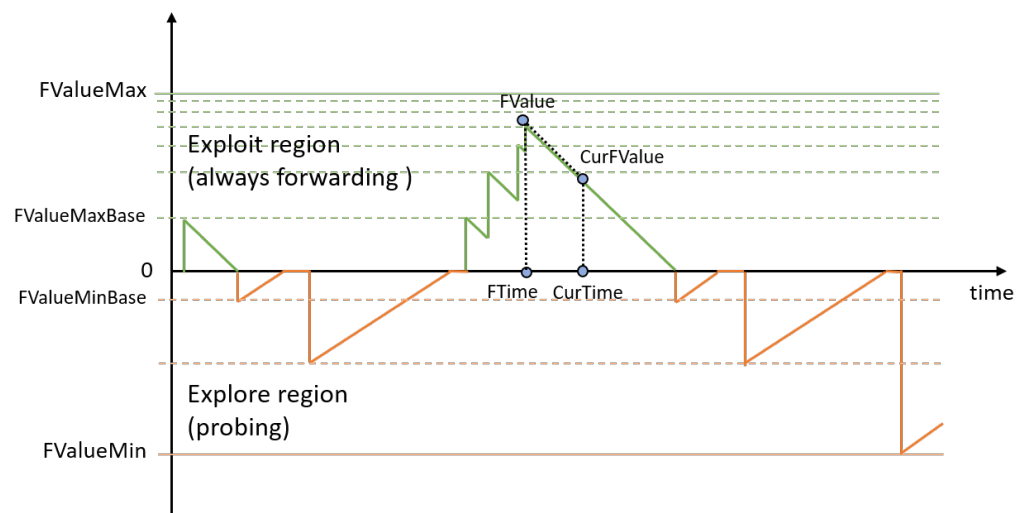 FValueMax
FValue
Exploit region
(always forwarding )
CurFValue
FValueMaxBase
0
FTime
CurTime
time
FValueMinBase
Explore region
(probing)
FValueMin